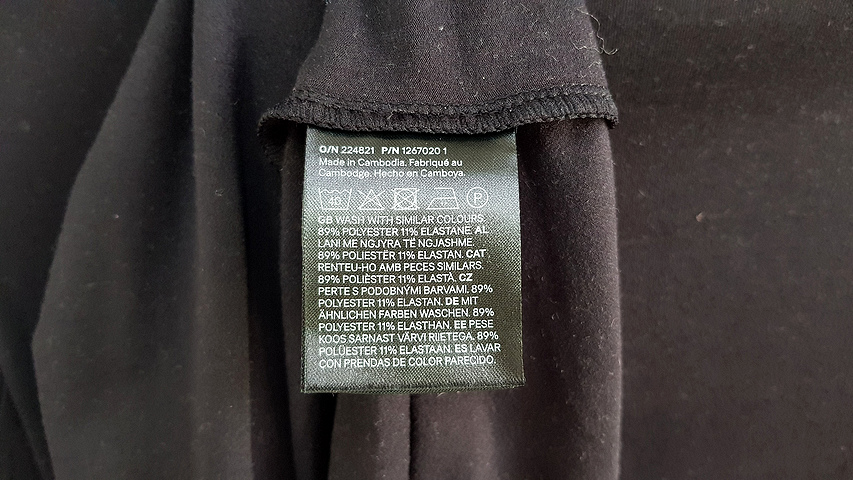 O/N 224821 P/N 1267020 1
Made in Cambodia. Fabriqué au
Cambodge. Hecho en Camboya.
40 P
GB WASH WITH SIMILAR COLOURS.
89% POLYESTER 11% ELASTANE. AL
LANI ME NGJYRA TË NGJASHME.
89% POLIESTËR 11% ELASTAN. CAT
RENTEU-HO AMB PECES SIMILARS.
89% POLIÈSTER 11% ELASTÀ. CZ
PERTE S PODOBNÝMI BARVAMI. 89%
POLYESTER 11% ELASTAN. DE MIT
ÄHNLICHEN FARBEN WASCHEN. 89%
POLYESTER 11% ELASTHAN. EE PESE
KOOS SARNAST VÄRVI RIIETEGA. 89%
POLÜESTER 11% ELASTAAN. ES LAVAR
CON PRENDAS DE COLOR PARECIDO.